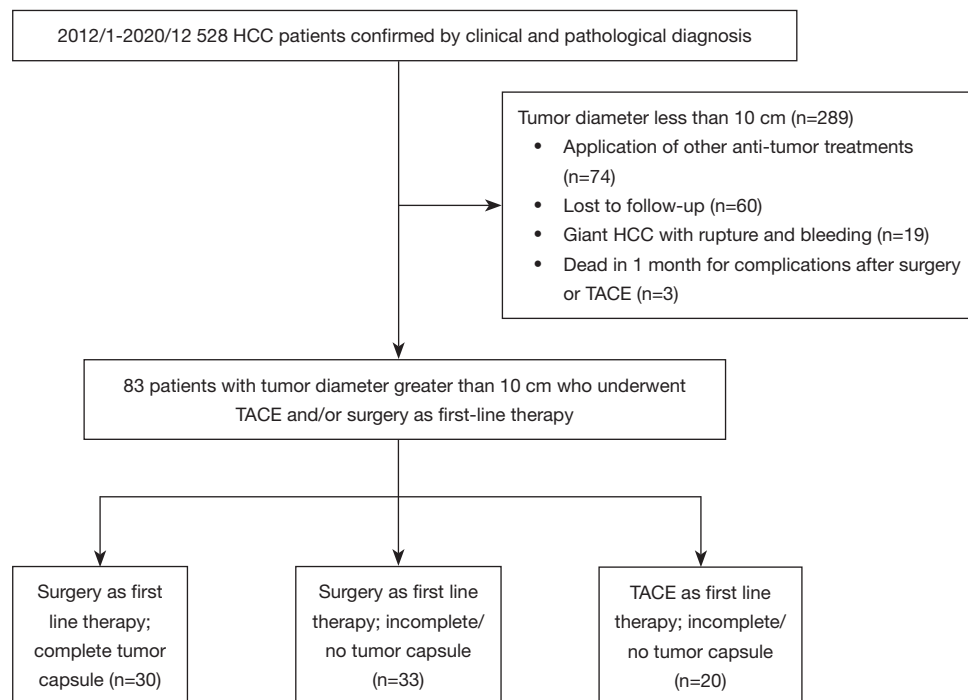 2012/1-2020/12 528 HCC patients confirmed by clinical and pathological diagnosis
Tumor diameter less than 10 cm (n=289)
• Application of other anti-tumor treatments
(n=74)
• Lost to follow-up (n=60)
• Giant HCC with rupture and bleeding (n=19)
• Dead in 1 month for complications after surgery
or TACE (n=3)
83 patients with tumor diameter greater than 10 cm who underwent
TACE and/or surgery as first-line therapy
Surgery as first
line therapy;
complete tumor
capsule (n=30)
Surgery as first line
therapy; incomplete/
no tumor capsule
(n=33)
TACE as first line
therapy; incomplete/
no tumor capsule
(n=20)